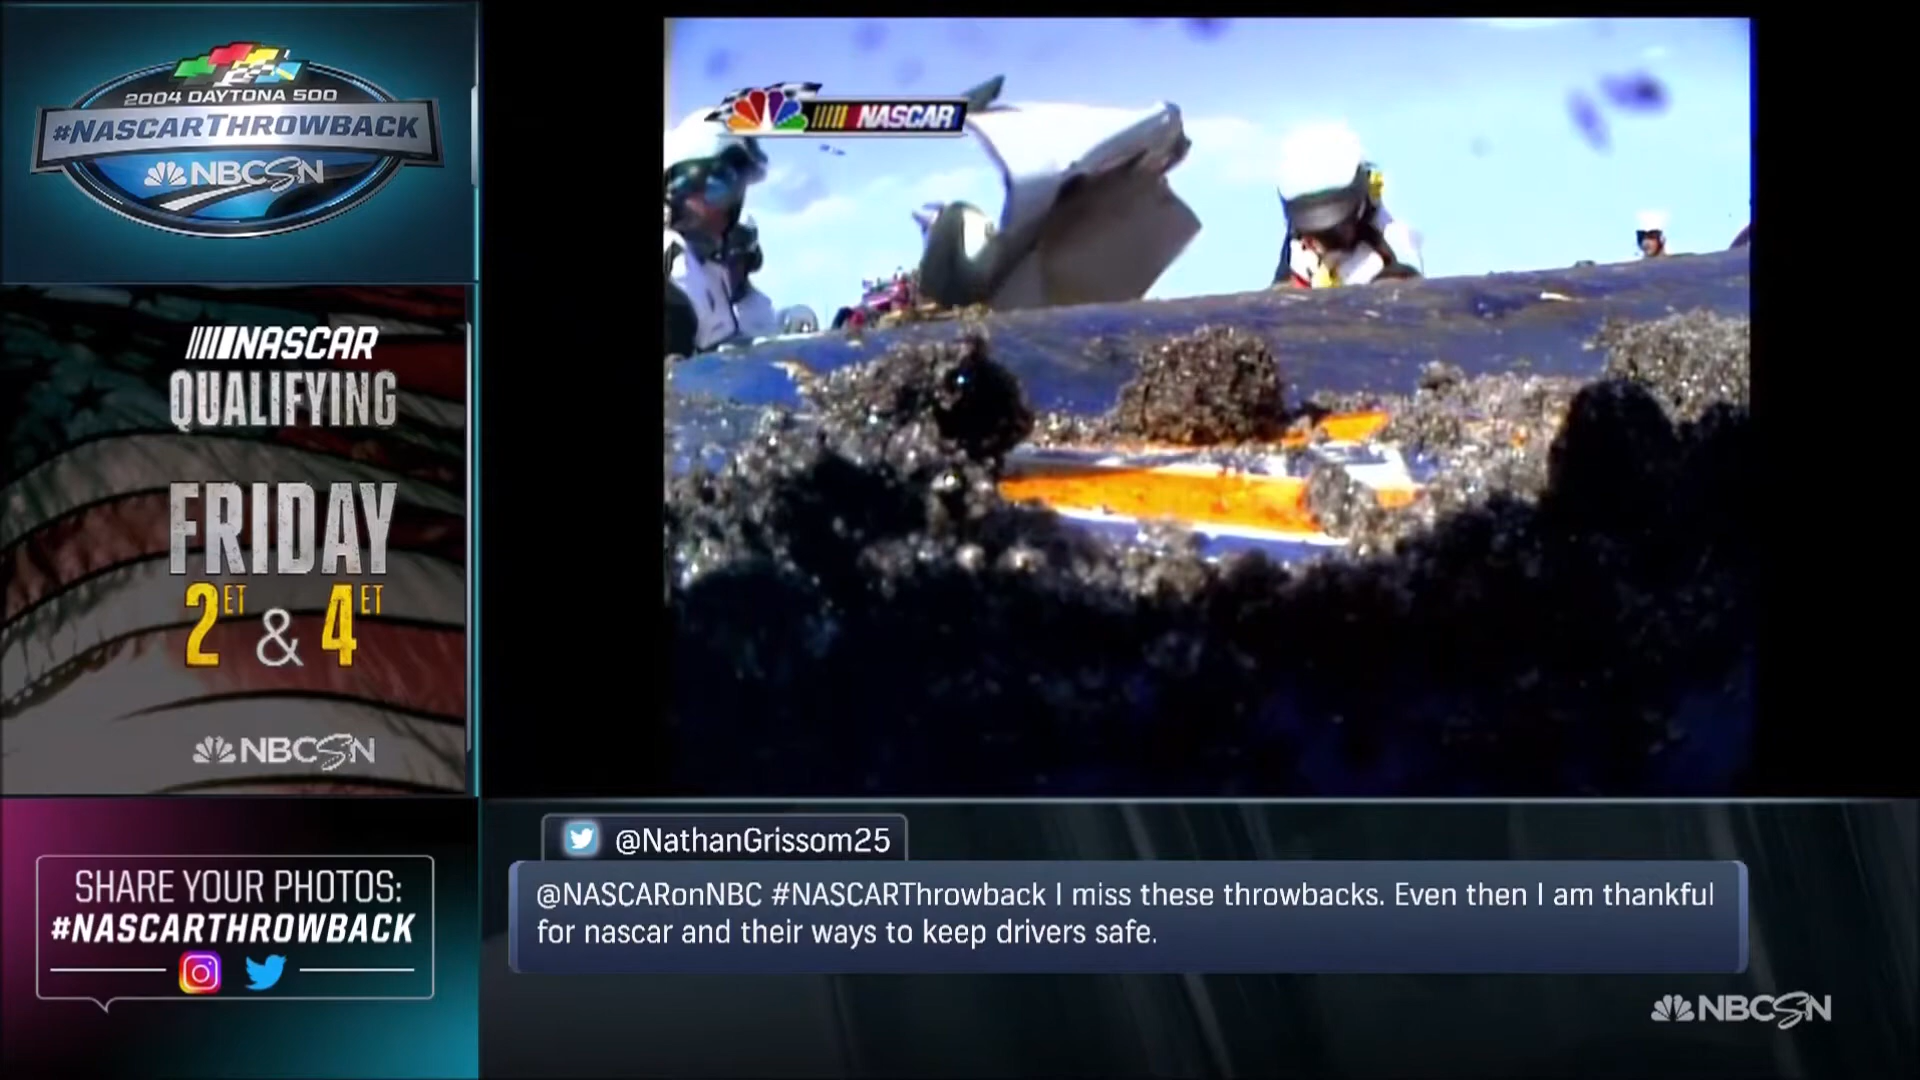 2004 DAYTONA 500
#NASCARTHROWBACK
NBCSN
NASCAR
QUALIFYING
FRIDAY
2ET & 4ET
NBCSN
SHARE YOUR PHOTOS:
#NASCARTHROWBACK
NASCAR
@NathanGrissom25
@NASCARonNBC #NASCARThrowback I miss these throwbacks. Even then I am thankful
for nascar and their ways to keep drivers safe.
NBCSN